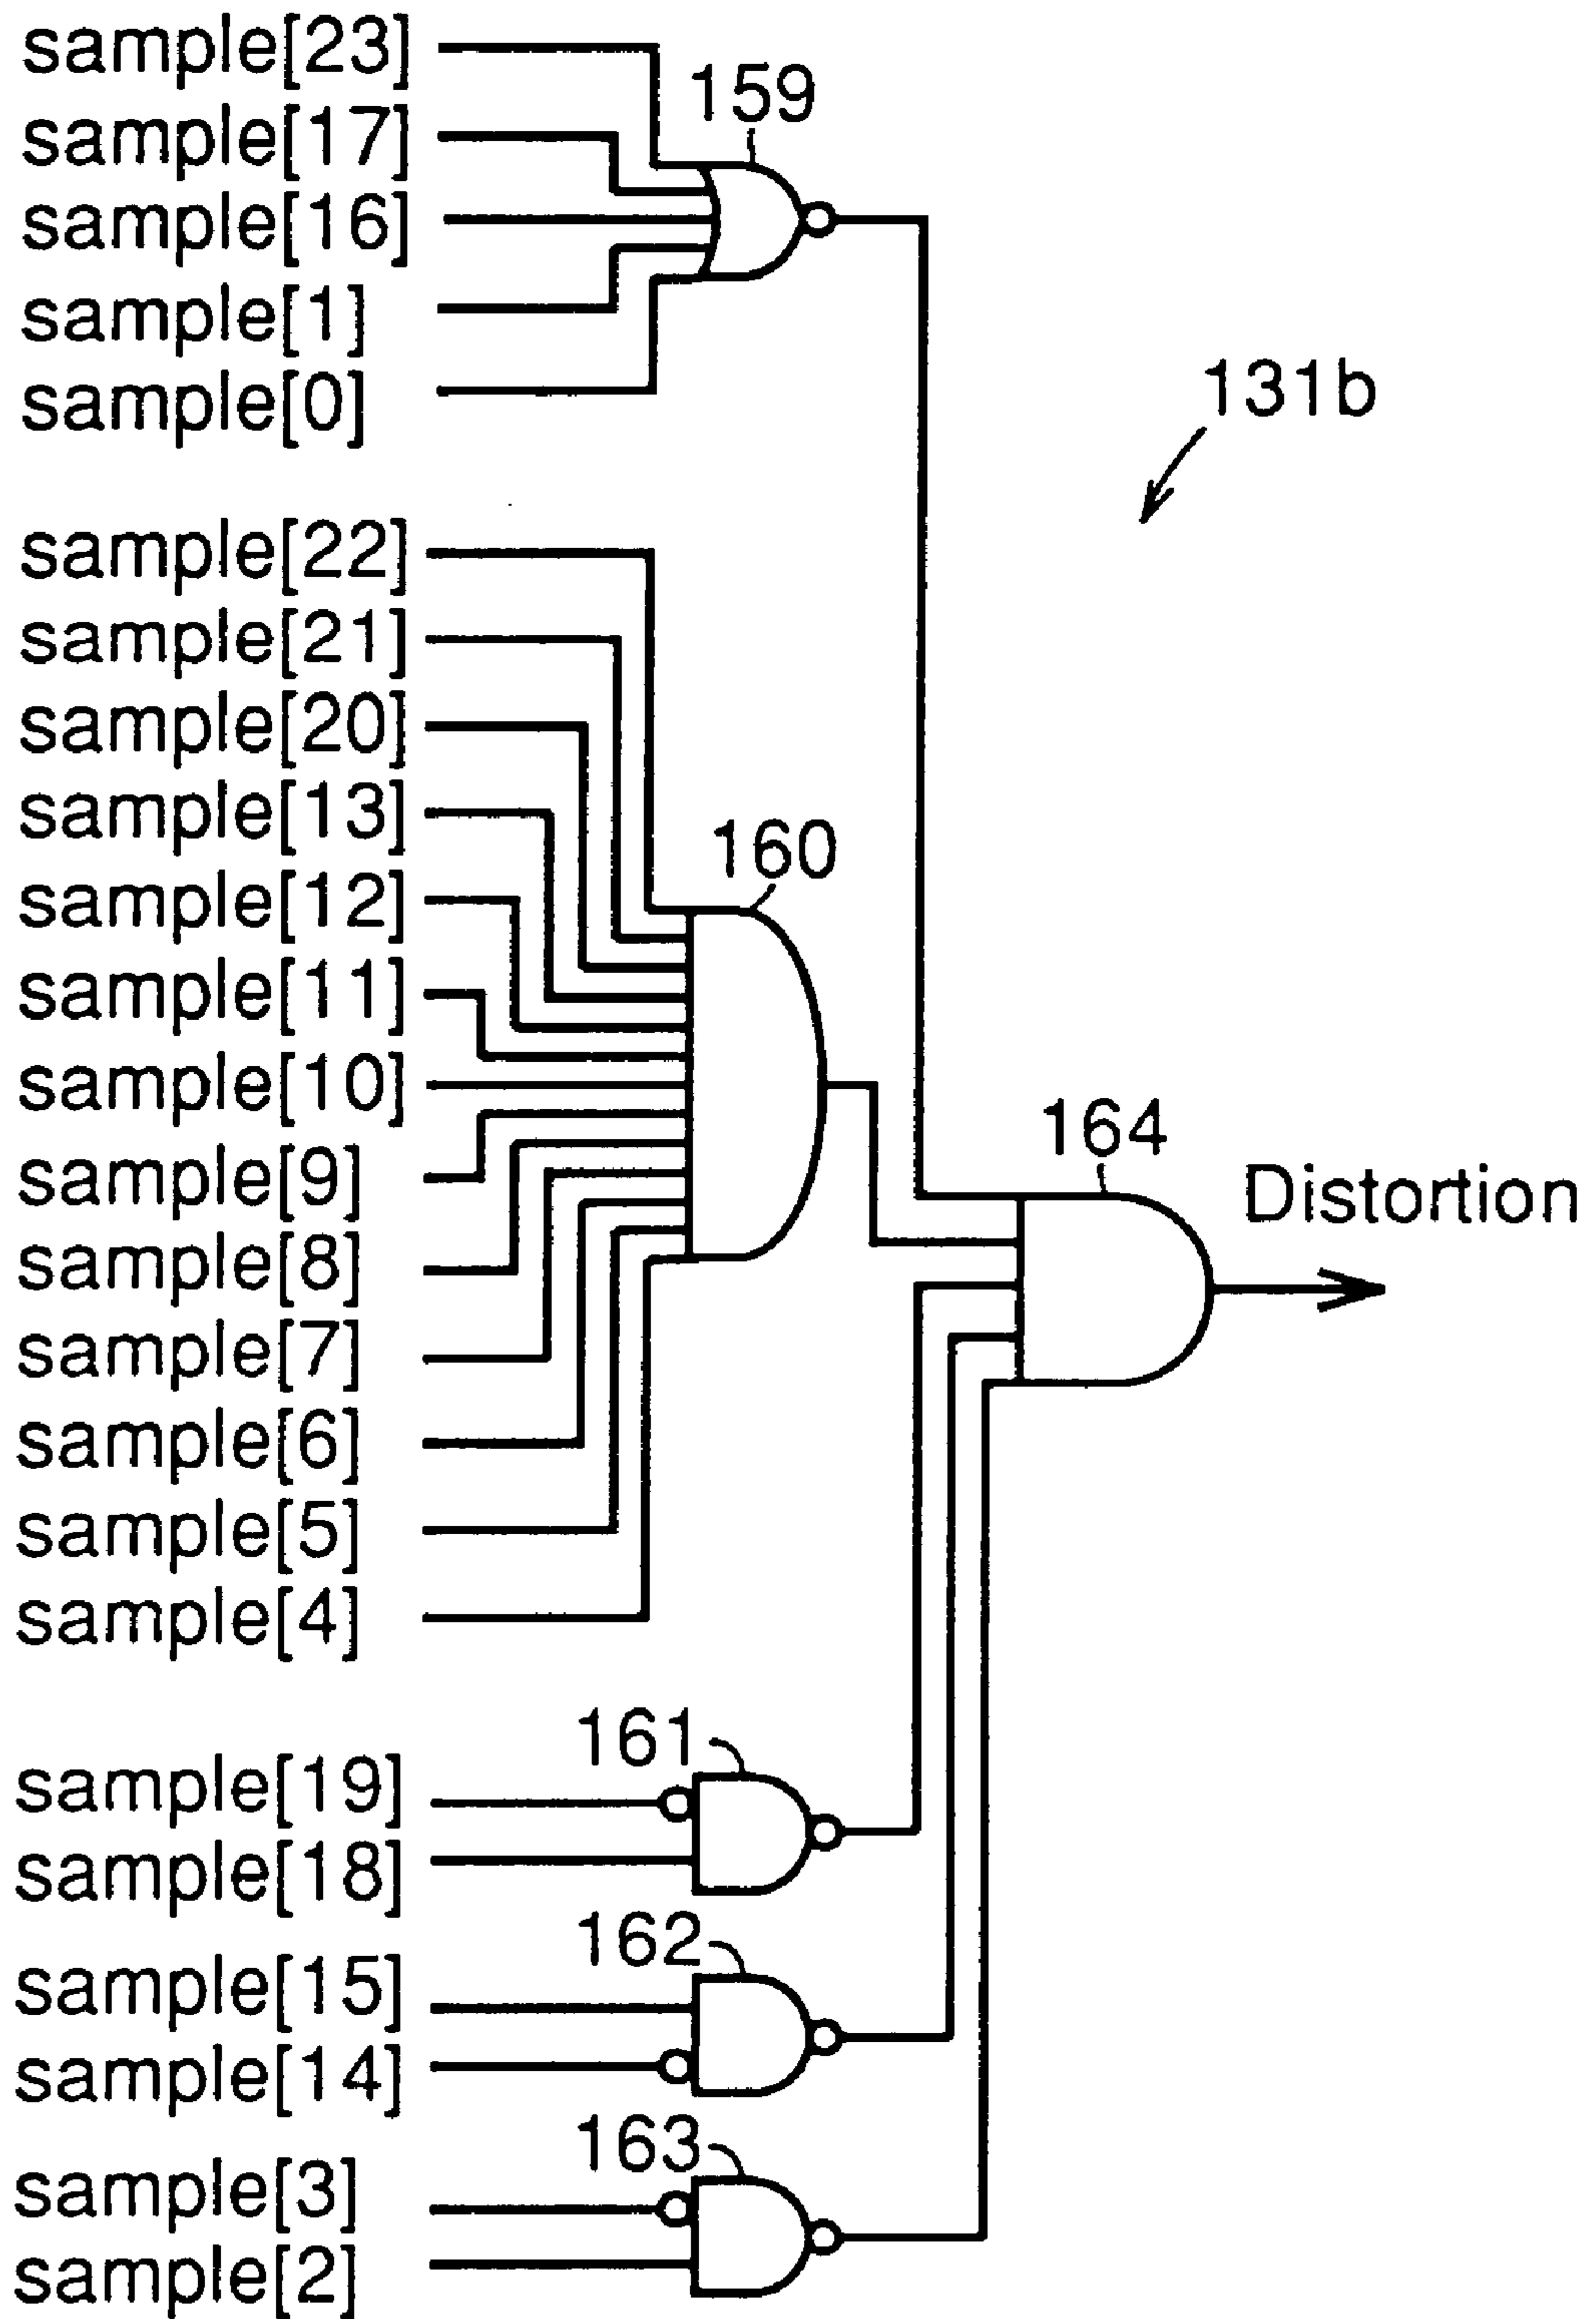 sample[23]
159
sample[17]
sample[16]
sample[1]
sample[0]
131b
sample[22]
sample[21]
sample[20]
sample[13]
160
sample[12]
sample[11]
sample[10]
164
sample[9]
Distortion
sample[8]
sample[7]
sample[6]
sample[5]
sample[4]
161
sample[19]
sample[18]
162
sample[15]
sample[14]
163
sample[3]
sample[2]